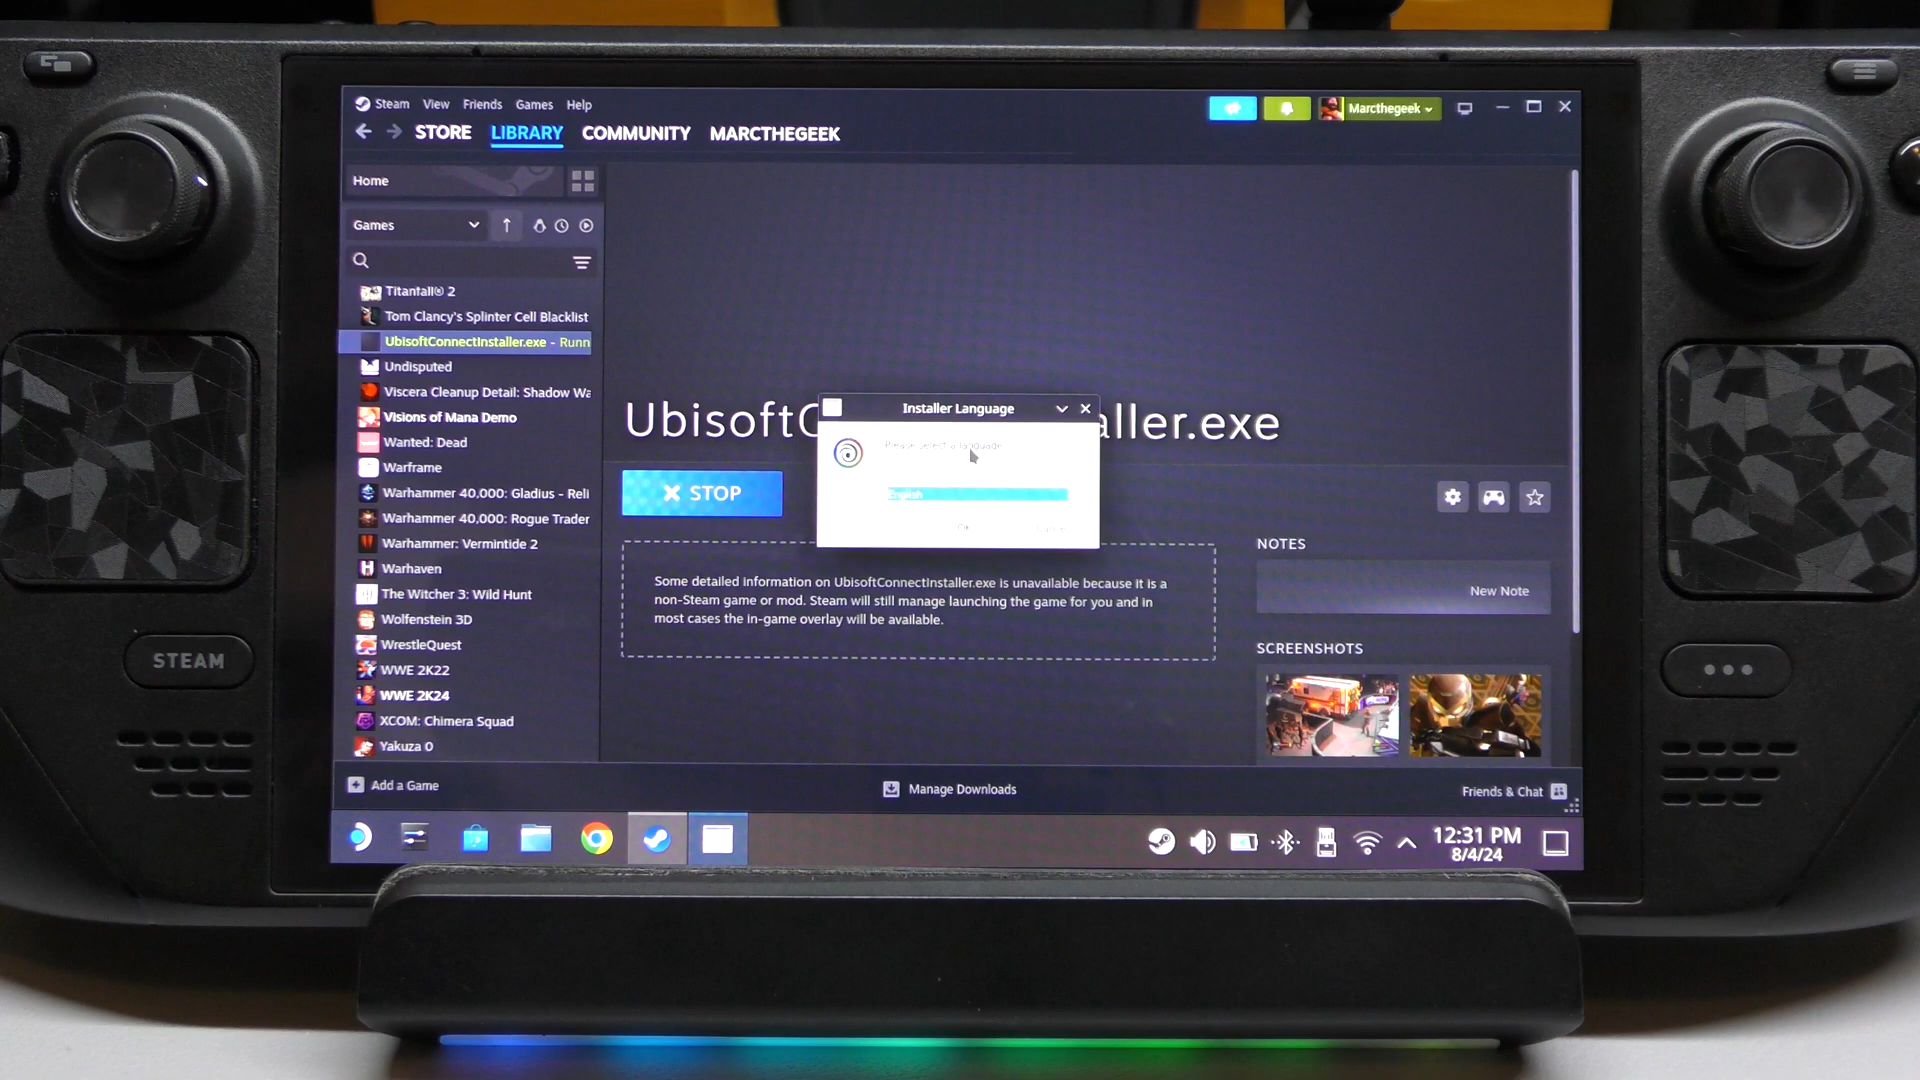 Steam View Friends Games Help
Marcthegeek
STORE LIBRARY COMMUNITY MARCTHEGEEK
Home
Games
Titanfall® 2
Tom Clancy's Splinter Cell Blacklist
UbisoftConnectInstaller.exe - Runn
Undisputed
Viscera Cleanup Detail: Shadow Wa
Visions of Mana Demo
Wanted: Dead
Warframe
Warhammer 40,000: Gladius - Reli
Warhammer 40,000: Rogue Trader
Warhammer: Vermintide 2
Warhaven
The Witcher 3: Wild Hunt
Wolfenstein 3D
WrestleQuest
WWE 2K22
WWE 2K24
XCOM: Chimera Squad
Yakuza 0
UbisoftC aller.exe
Installer Language
Please select a language
English
OK
STOP
Some detailed information on UbisoftConnectInstaller.exe is unavailable because it is a
non-Steam game or mod. Steam will still manage launching the game for you and in
most cases the in-game overlay will be available.
NOTES
New Note
SCREENSHOTS
Add a Game
Manage Downloads
Friends & Chat
12:31 PM
8/4/24
STEAM